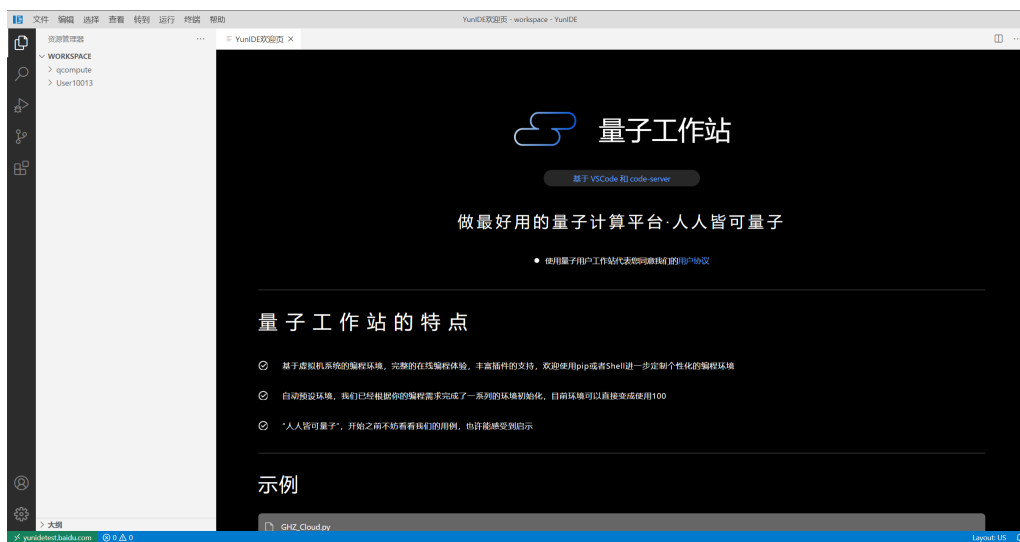 文件 编辑 选择 查看 转到 运行 终端 帮助
YunIDE欢迎页 - workspace - YunIDE
资源管理器
YunIDE欢迎页
WORKSPACE
qcompute
User10013
量子工作站
基于 VSCode 和 code-server
做最好用的量子计算平台·人人皆可量子
使用量子用户工作站代表您同意我们的用户协议
量子工作站的特点
基于虚拟机系统的编程环境，完整的在线编程体验，丰富插件的支持，欢迎使用pip或者Shell进一步定制个性化的编程环境
自动预设环境，我们已经根据你的编程需求完成了一系列的环境初始化，目前环境可以直接变成使用100
“人人皆可量子”，开始之前不妨看看我们的用例，也许能感受到启示
示例
GHZ_Cloud.py
大纲
yunidetest.baidu.com 0 0
Layout: US